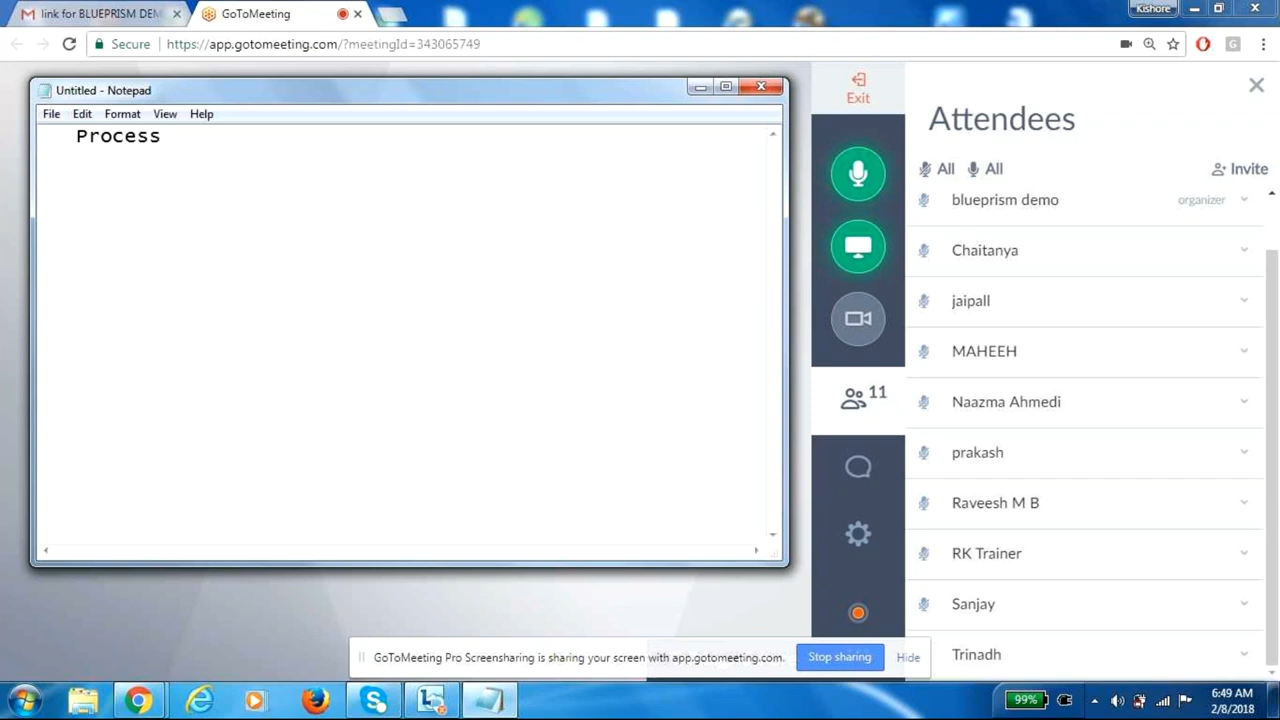 link for BLUEPRISM DEM
GoToMeeting
Kishore
Secure
https://app.gotomeeting.com/?meetingId=343065749
Untitled - Notepad
File Edit Format View Help
Process
Exit
11
Attendees
All All Invite
blueprism demo organizer
Chaitanya
jaipall
MAHEEH
Naazma Ahmedi
prakash
Raveesh M B
RK Trainer
Sanjay
Trinadh
GoToMeeting Pro Screensharing is sharing your screen with app.gotomeeting.com. Stop sharing Hide
99%
6:49 AM
2/8/2018